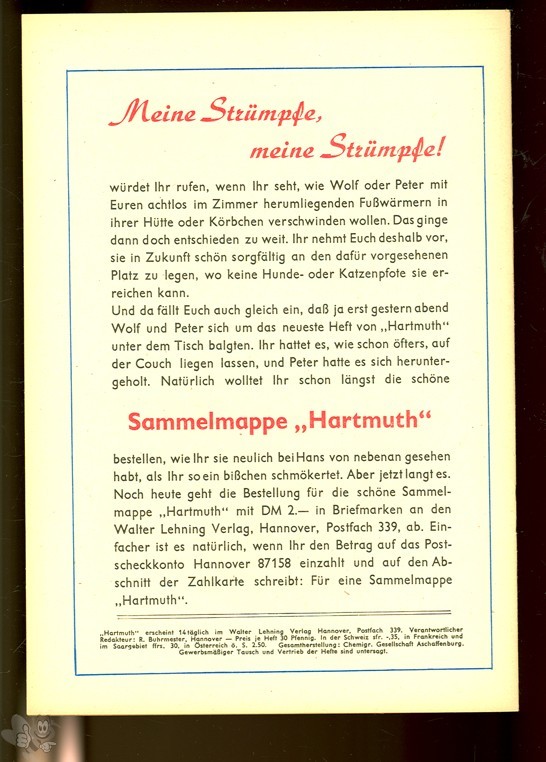 Meine Strümpfe,
meine Strümpfe!
würdet Ihr rufen, wenn Ihr seht, wie Wolf oder Peter mit
Euren achtlos im Zimmer herumliegenden Fußwärmern in
ihrer Hütte oder Körbchen verschwinden wollen. Das ginge
dann doch entschieden zu weit. Ihr nehmt Euch deshalb vor,
sie in Zukunft schön sorgfältig an den dafür vorgesehenen
Platz zu legen, wo keine Hunde- oder Katzenpfote sie er-
reichen kann.
Und da fällt Euch auch gleich ein, daß ja erst gestern abend
Wolf und Peter sich um das neueste Heft von „Hartmuth“
unter dem Tisch balgten. Ihr hattet es, wie schon öfters, auf
der Couch liegen lassen, und Peter hatte es sich herunter-
geholt. Natürlich wolltet Ihr schon längst die schöne
Sammelmappe „Hartmuth“
bestellen, wie Ihr sie neulich bei Hans von nebenan gesehen
habt, als Ihr so ein bißchen schmökertet. Aber jetzt langt es.
Noch heute geht die Bestellung für die schöne Sammel-
mappe „Hartmuth“ mit DM 2.— in Briefmarken an den
Walter Lehning Verlag, Hannover, Postfach 339, ab. Ein-
facher ist es natürlich, wenn Ihr den Betrag auf das Post-
scheckkonto Hannover 87158 einzahlt und auf den Ab-
schnitt der Zahlkarte schreibt: Für eine Sammelmappe
„Hartmuth“.
„Hartmuth“ erscheint 14täglich im Walter Lehning Verlag Hannover, Postfach 339. Verantwortlicher
Redakteur: R. Buhrmester, Hannover — Preis je Heft 30 Pfennig. In der Schweiz sfr. -,35, in Frankreich und
im Saargebiet ffrs. 30, in Österreich ö. S. 2.50. Gesamtherstellung: Chemigr. Gesellschaft Aschaffenburg.
Gewerbsmäßiger Tausch und Vertrieb der Hefte sind untersagt.